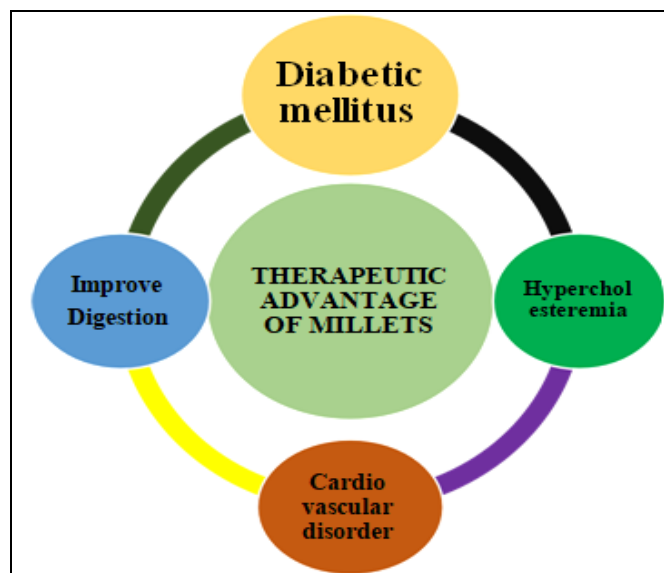 Diabetic
mellitus
Improve
Digestion
THERAPEUTIC
ADVANTAGE
OF MILLETS
Hyperchol
esteremia
Cardio
vascular
disorder